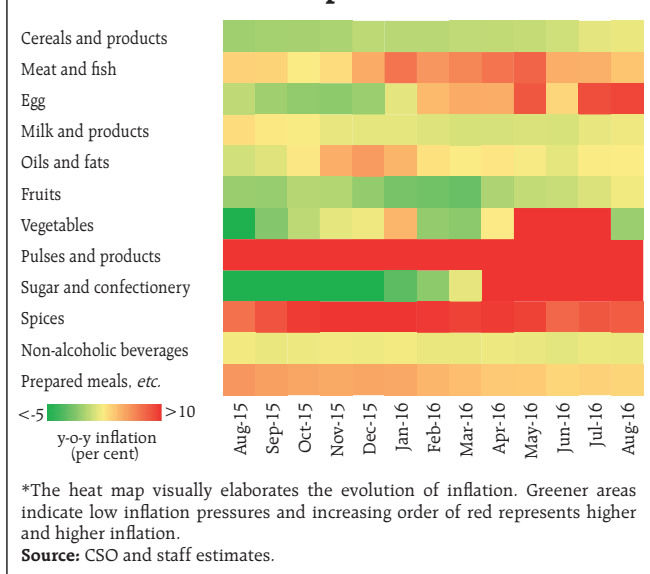 Cereals and products
Meat and fish
Egg
Milk and products
Oils and fats
Fruits
Vegetables
Pulses and products
Sugar and confectionery
Spices
Non-alcoholic beverages
Prepared meals, etc.
<-5 >10
y-o-y inflation
(per cent)
Aug-15 Sep-15 Oct-15 Nov-15 Dec-15 Jan-16 Feb-16 Mar-16 Apr-16 May-16 Jun-16 Jul-16 Aug-16
*The heat map visually elaborates the evolution of inflation. Greener areas
indicate low inflation pressures and increasing order of red represents higher
and higher inflation.
Source: CSO and staff estimates.